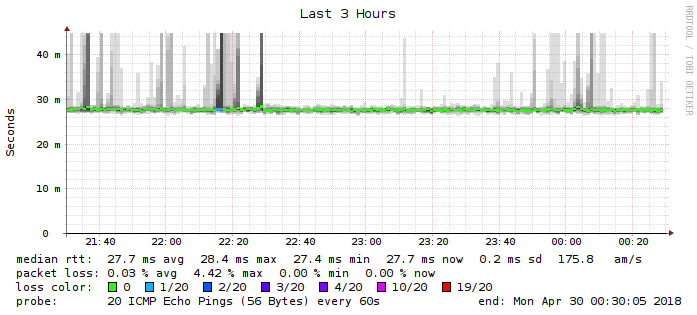 Last 3 Hours
RRDTOOL / TOBI OETIKER
Seconds
40 m
30 m
20 m
10 m
0
21:40 22:00 22:20 22:40 23:00 23:20 23:40 00:00 00:20
median rtt: 27.7 ms avg 28.4 ms max 27.4 ms min 27.7 ms now 0.2 ms sd 175.8 am/s
packet loss: 0.03 % avg 4.42 % max 0.00 % min 0.00 % now
loss color: 0 1/20 2/20 3/20 4/20 10/20 19/20
probe: 20 ICMP Echo Pings (56 Bytes) every 60s end: Mon Apr 30 00:30:05 2018